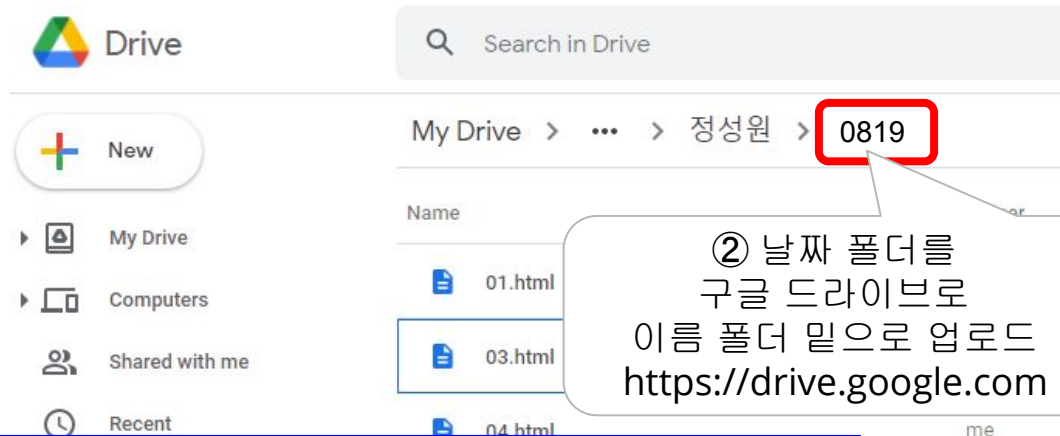 Drive
Search in Drive
New
My Drive > ••• > 정성원 > 0819
Name
My Drive
01.html
② 날짜 폴더를
구글 드라이브로
이름 폴더 밑으로 업로드
https://drive.google.com
Computers
Shared with me
03.html
Recent
04.html
me